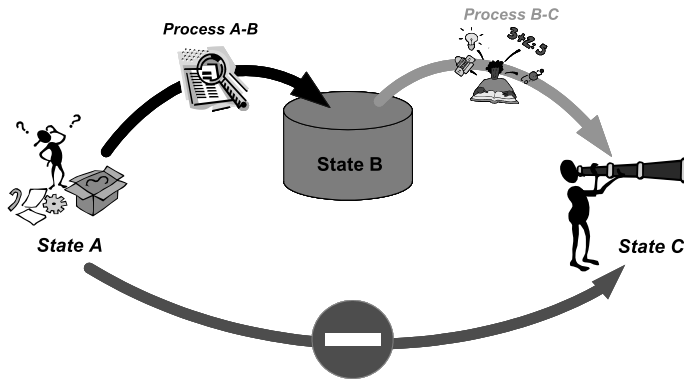 Process A-B
Process B-C
3+2=5
? ?
State B
State A
State C